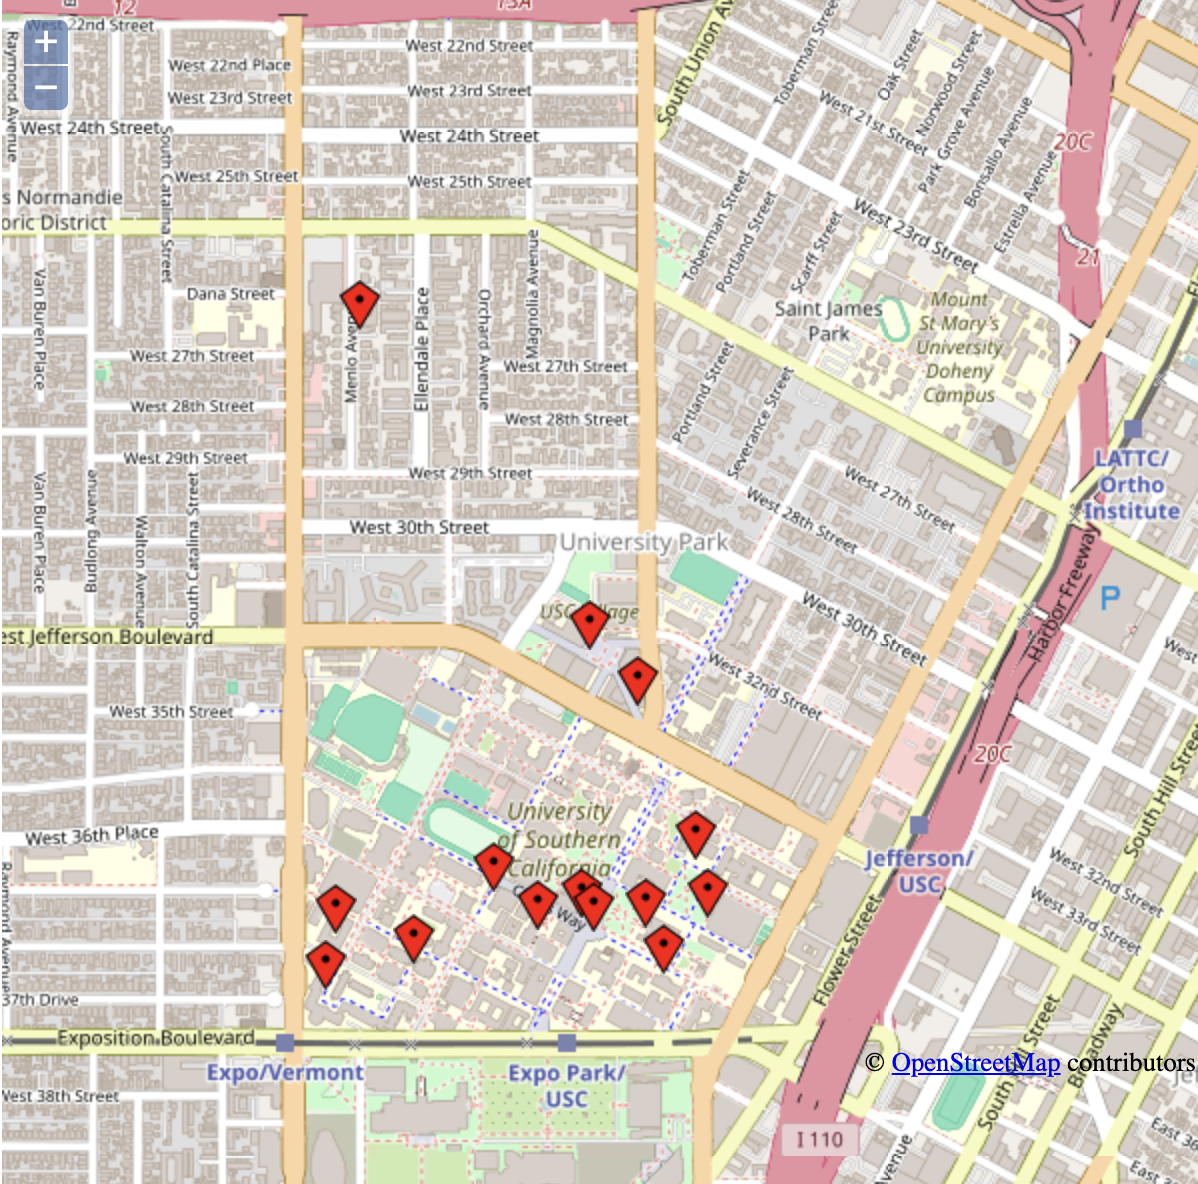 12
13A
West 22nd Street
West 22nd Street
West 22nd Place
West 23rd Street
West 23rd Street
West 24th Street
West 24th Street
West 25th Street
West 25th Street
Raymond Avenue
South Catalina Street
s Normandie
oric District
South Union Av
Toberman Street
Oak Street
Norwood Street
West 21st Street
Park Grove Avenue
Bonsallo Avenue
Estrella Avenue
20C
West 23rd Street
21
Toberman Street
Portland Street
Scarff Street
Van Buren Place
Dana Street
Menlo Aven
Ellendale Place
Orchard Avenue
Magnolia Avenue
Saint James
Park
Mount
St Mary's
University
Doheny
Campus
West 27th Street
West 27th Street
West 28th Street
West 28th Street
West 29th Street
West 29th Street
Portland Street
Severance Street
LATTC/
Ortho
Institute
Van Buren Place
Budlong Avenue
Walton Avenue
South Catalina Street
West 30th Street
University Park
West 27th Street
West 28th Street
West 30th Street
Harbor Freeway
P
West
est Jefferson Boulevard
West 32nd Street
West 35th Street
20C
South Hill Street
University
of Southern
California
Way
West 36th Place
Raymond Avenue
Jefferson/
USC
West 32nd Street
West 33rd Street
Flower Street
37th Drive
Exposition Boulevard
Expo/Vermont
Expo Park/
USC
West 38th Street
Broadway
© OpenStreetMap contributors
I 110
East 36
East